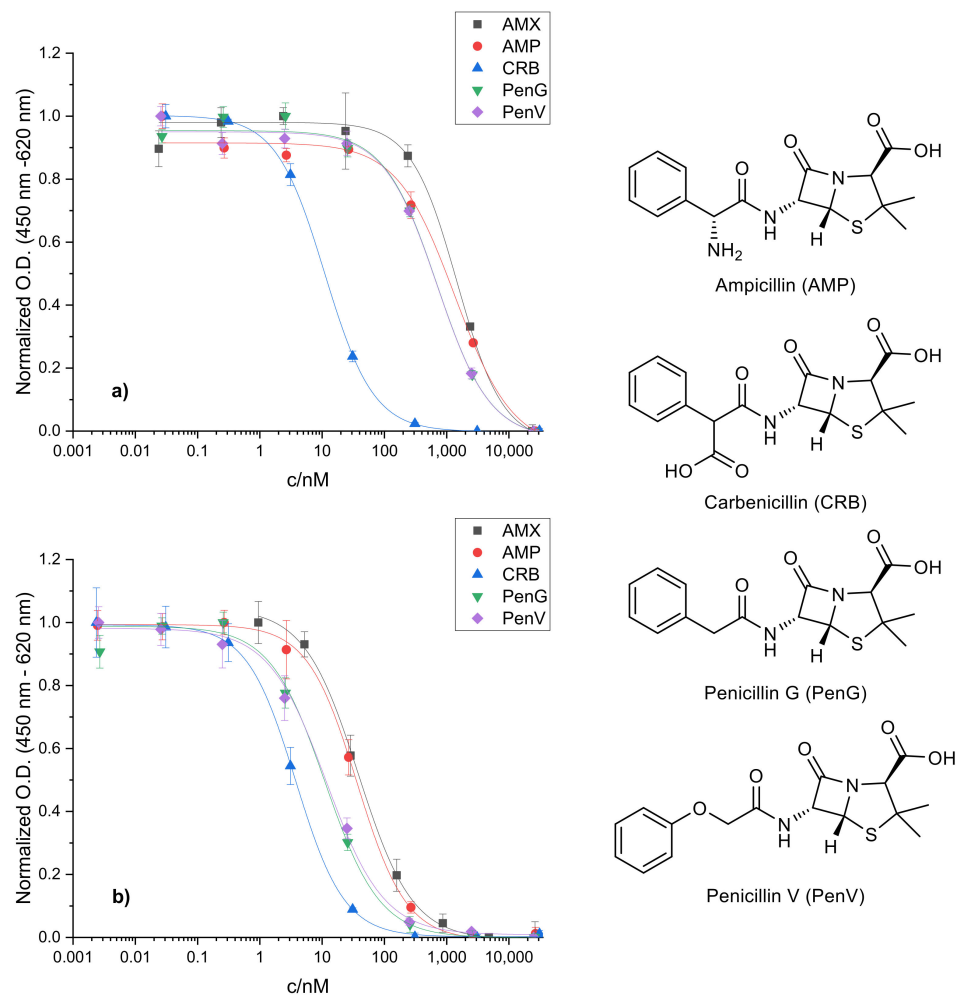 AMX
AMP
CRB
PenG
PenV
1.2
1.0
0.8
0.6
0.4
0.2
0.0
Normalized O.D. (450 nm -620 nm)
a)
0.001
0.01
0.1
1
10
100
1,000
10,000
c/nM
AMX
AMP
CRB
PenG
PenV
1.2
1.0
0.8
0.6
0.4
0.2
0.0
Normalized O.D. (450 nm - 620 nm)
b)
0.001
0.01
0.1
1
10
100
1,000
10,000
c/nM
O
OH
O
O
N
N
H
S
H
NH2
Ampicillin (AMP)
O
OH
O
O
N
N
H
S
H
HO
O
Carbenicillin (CRB)
O
OH
O
O
N
N
H
S
H
Penicillin G (PenG)
O
OH
O
O
N
O
N
H
S
H
Penicillin V (PenV)